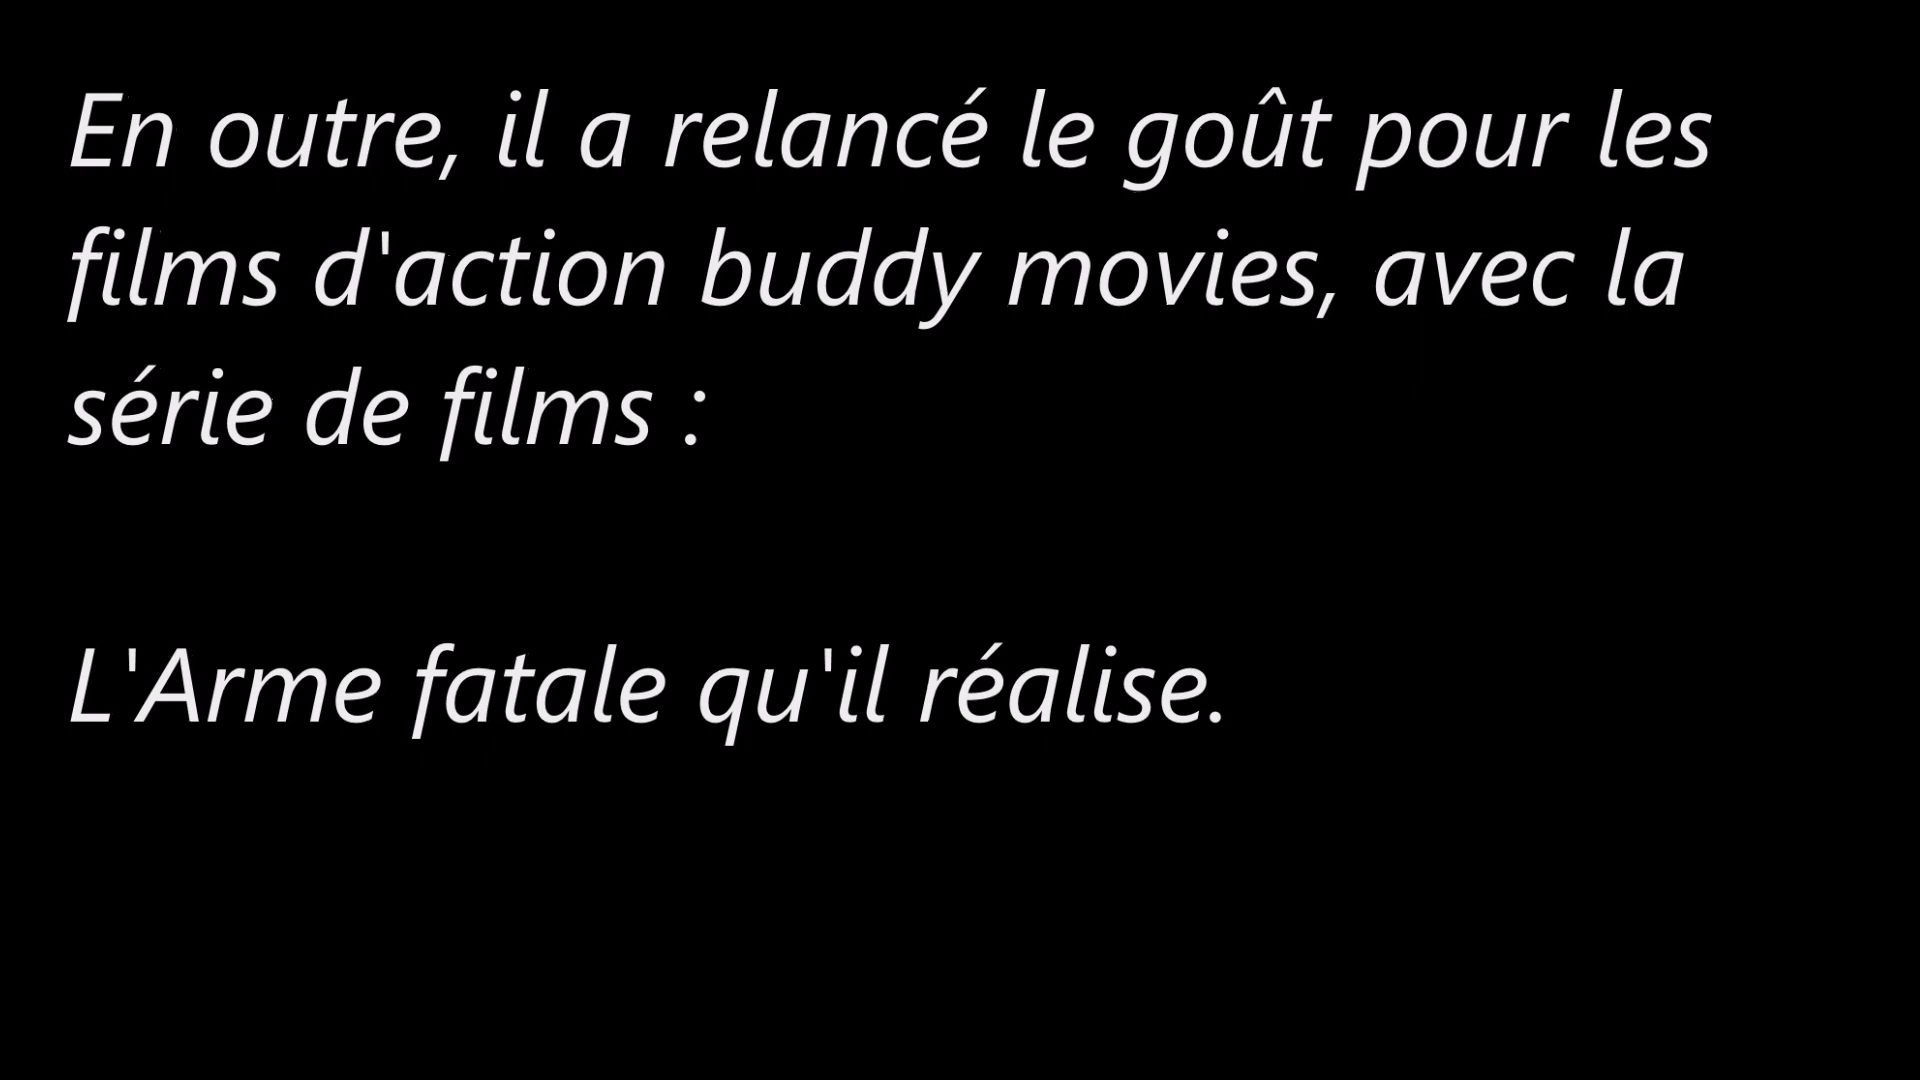 En outre, il a relancé le goût pour les
films d'action buddy movies, avec la
série de films :
L'Arme fatale qu'il réalise.